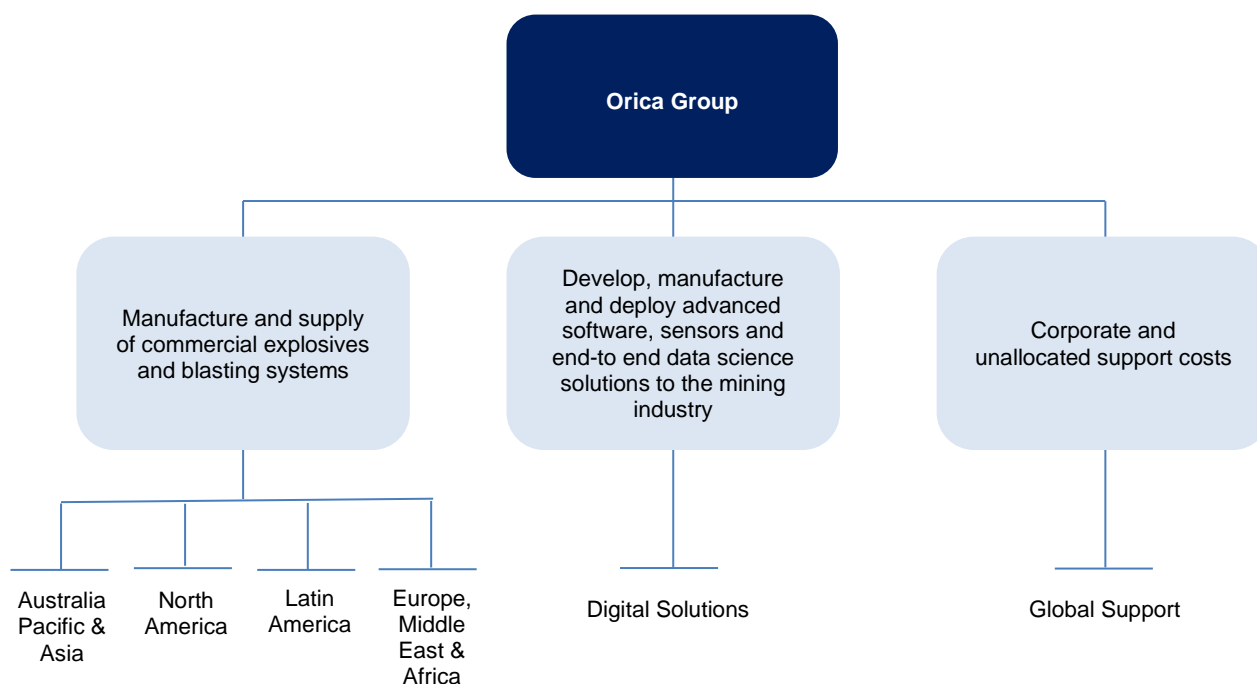 Orica Group
Manufacture and supply
of commercial explosives
and blasting systems
Develop, manufacture
and deploy advanced
software, sensors and
end-to end data science
solutions to the mining
industry
Corporate and
unallocated support costs
Australia
Pacific &
Asia
North
America
Latin
America
Europe,
Middle
East &
Africa
Digital Solutions
Global Support